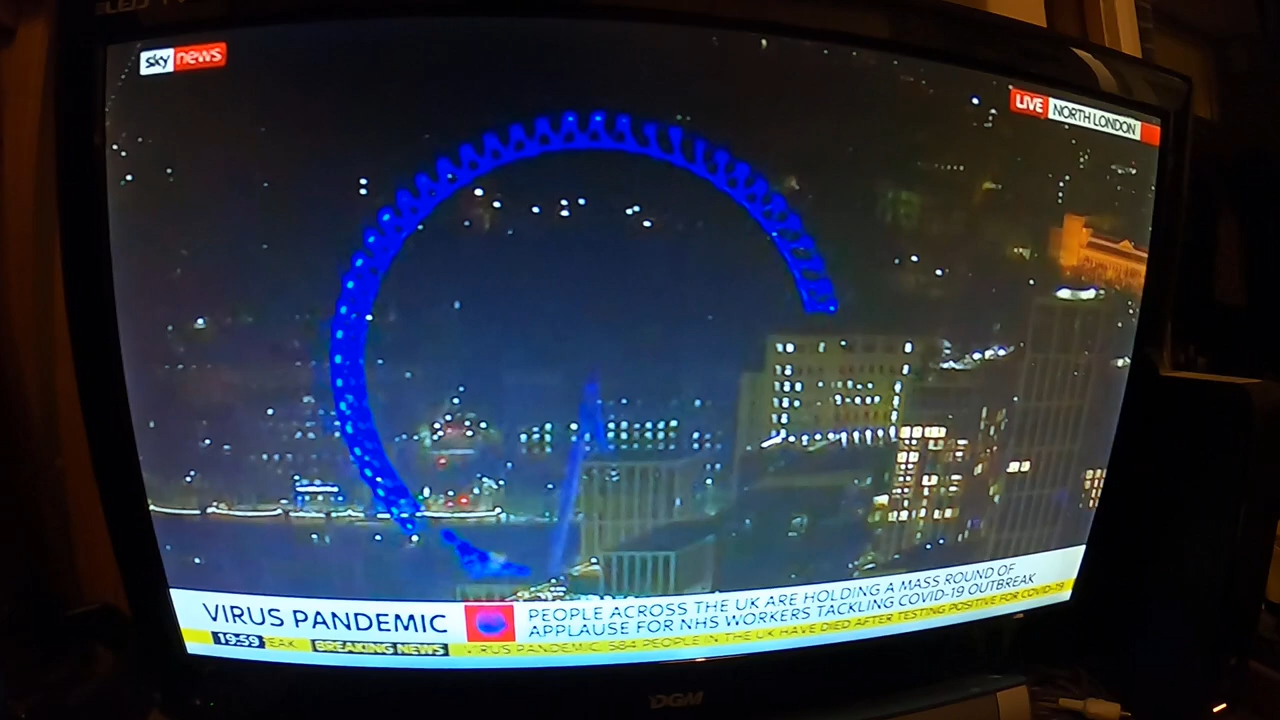 sky news
LIVE NORTH LONDON
VIRUS PANDEMIC
PEOPLE ACROSS THE UK ARE HOLDING A MASS ROUND OF
APPLAUSE FOR NHS WORKERS TACKLING COVID-19 OUTBREAK
19:59 EAK BREAKING NEWS VIRUS PANDEMIC: 584 PEOPLE IN THE UK HAVE DIED AFTER TESTING POSITIVE FOR COVID-19
DGM